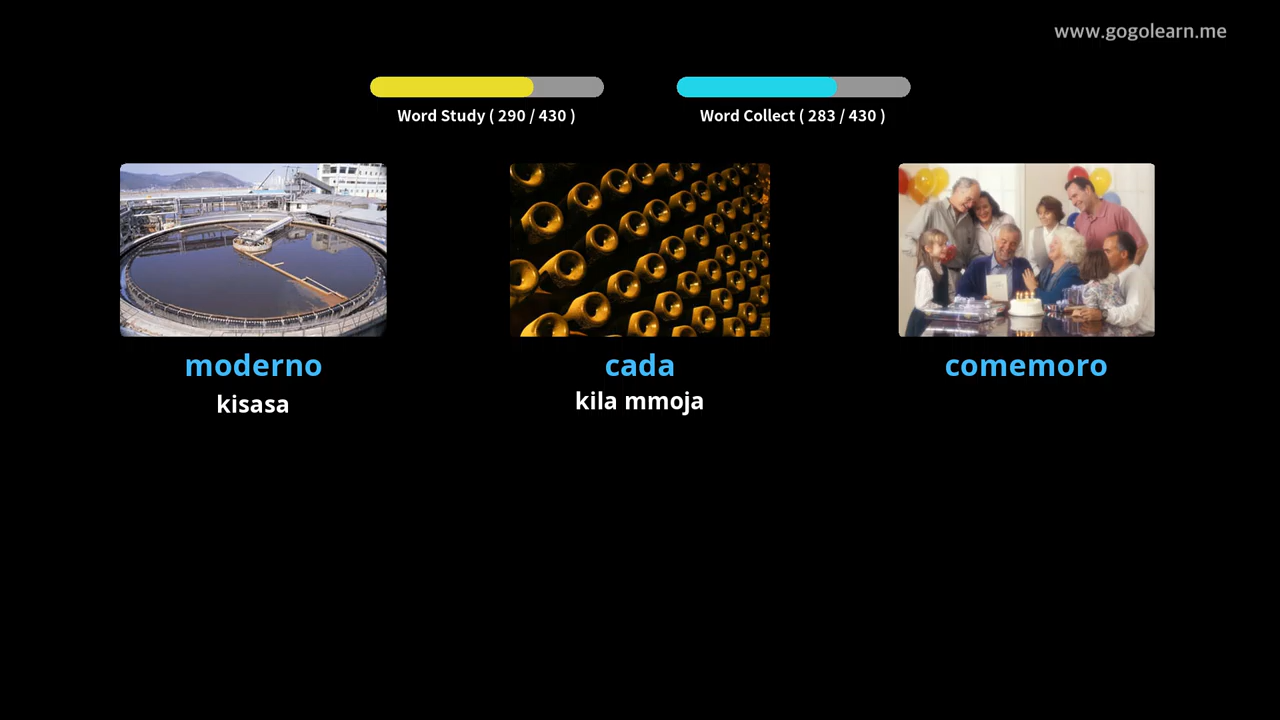 www.gogolearn.me
Word Study ( 290 / 430 )
Word Collect ( 283 / 430 )
moderno
cada
comemoro
kisasa
kila mmoja